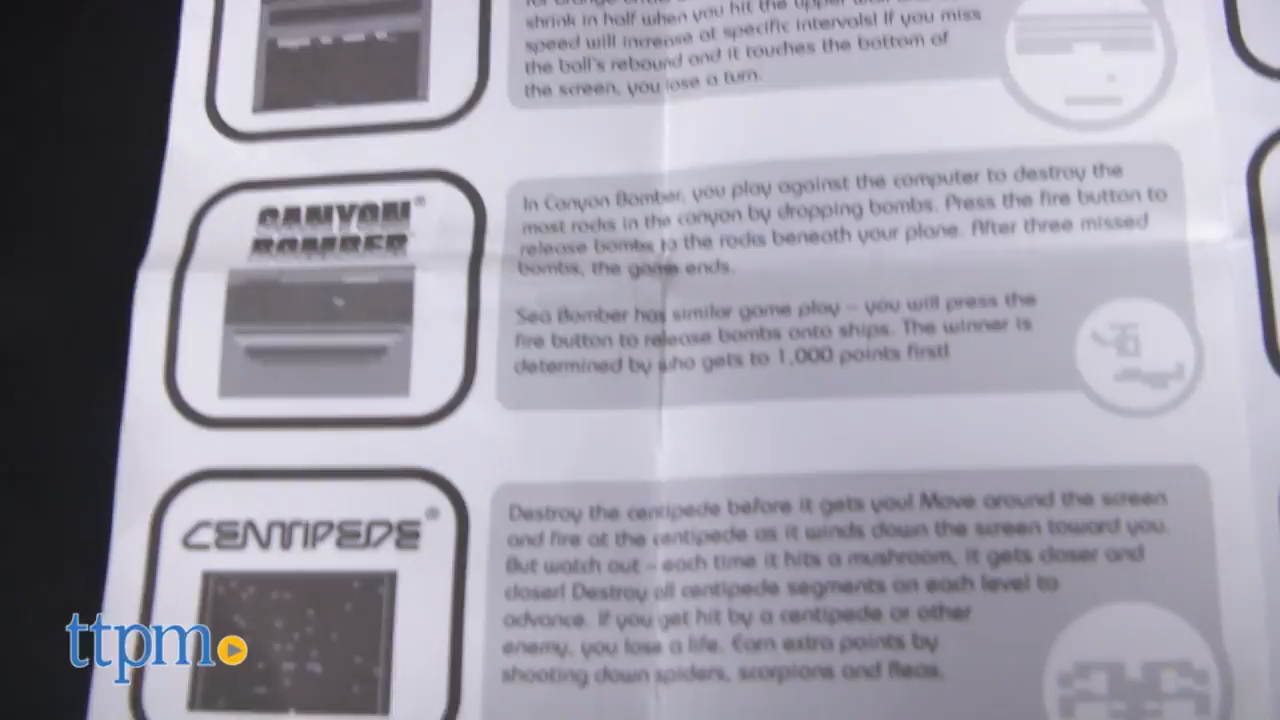 shrink in half when you hit the upper
speed will increase at specific intervals! If you miss
the ball's rebound and it touches the bottom of
the screen, you lose a turn.
CANYON®
BOMBER
In Canyon Bomber, you play against the computer to destroy the
most rocks in the canyon by dropping bombs. Press the fire button to
release bombs to the rocks beneath your plane. After three missed
bombs, the game ends.
Sea Bomber has similar game play – you will press the
fire button to release bombs onto ships. The winner is
determined by who gets to 1,000 points first!
CENTIPEDE®
Destroy the centipede before it gets you! Move around the screen
and fire at the centipede as it winds down the screen toward you.
But watch out – each time it hits a mushroom, it gets closer and
closer! Destroy all centipede segments on each level to
advance. If you get hit by a centipede or other
enemy, you lose a life. Earn extra points by
shooting down spiders, scorpions and fleas.
ttpm